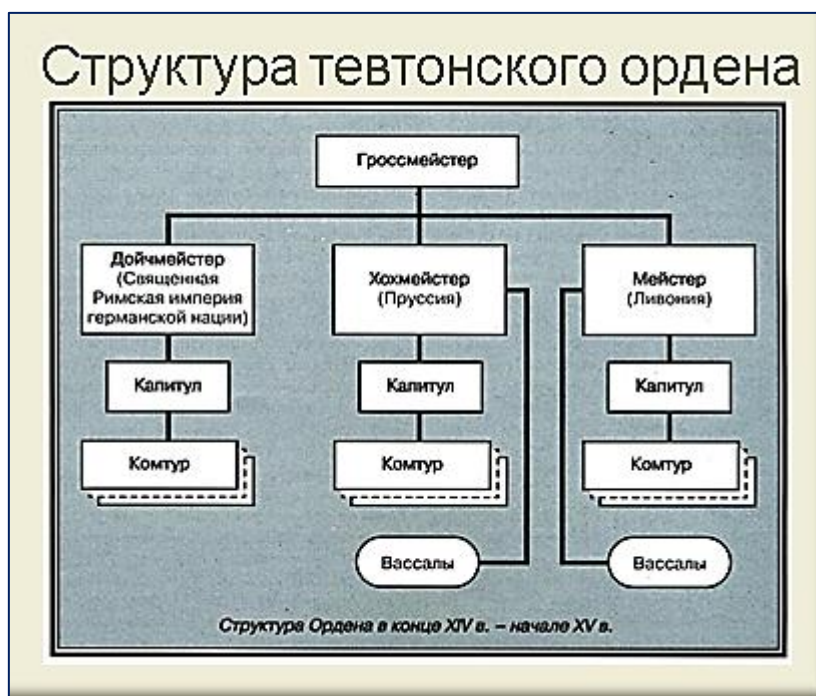 Структура тевтонского ордена
Гроссмейстер
Дойчмейстер
(Священная
Римская империя
германской нации)
Хохмейстер
(Пруссия)
Мейстер
(Ливония)
Капитул
Капитул
Капитул
Комтур
Комтур
Комтур
Вассалы
Вассалы
Структура Ордена в конце XIV в. – начале XV в.